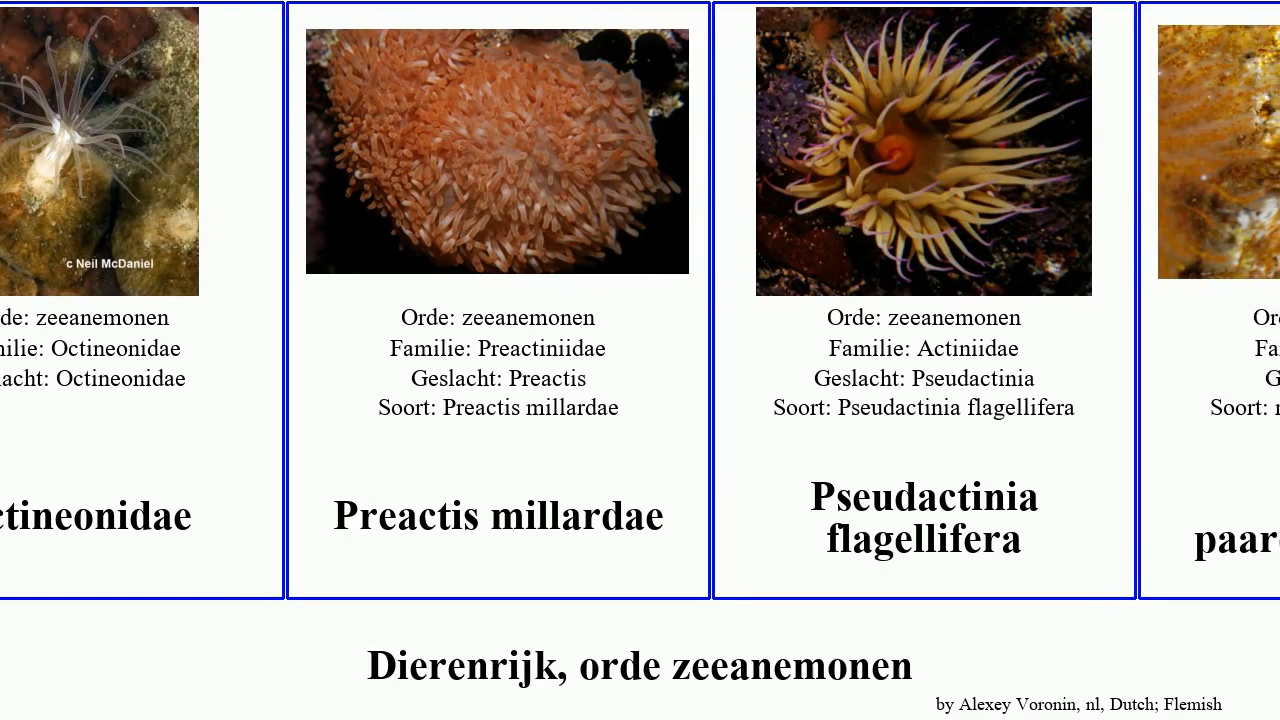 c Neil McDaniel
de: zeeanemonen
nilie: Octineonidae
acht: Octineonidae
ctineonidae
Orde: zeeanemonen
Familie: Preactiniidae
Geslacht: Preactis
Soort: Preactis millardae
Preactis millardae
Orde: zeeanemonen
Familie: Actiniidae
Geslacht: Pseudactinia
Soort: Pseudactinia flagellifera
Pseudactinia
flagellifera
Ord
Fa
G
Soort:
paar
Dierenrijk, orde zeeanemonen
by Alexey Voronin, nl, Dutch; Flemish